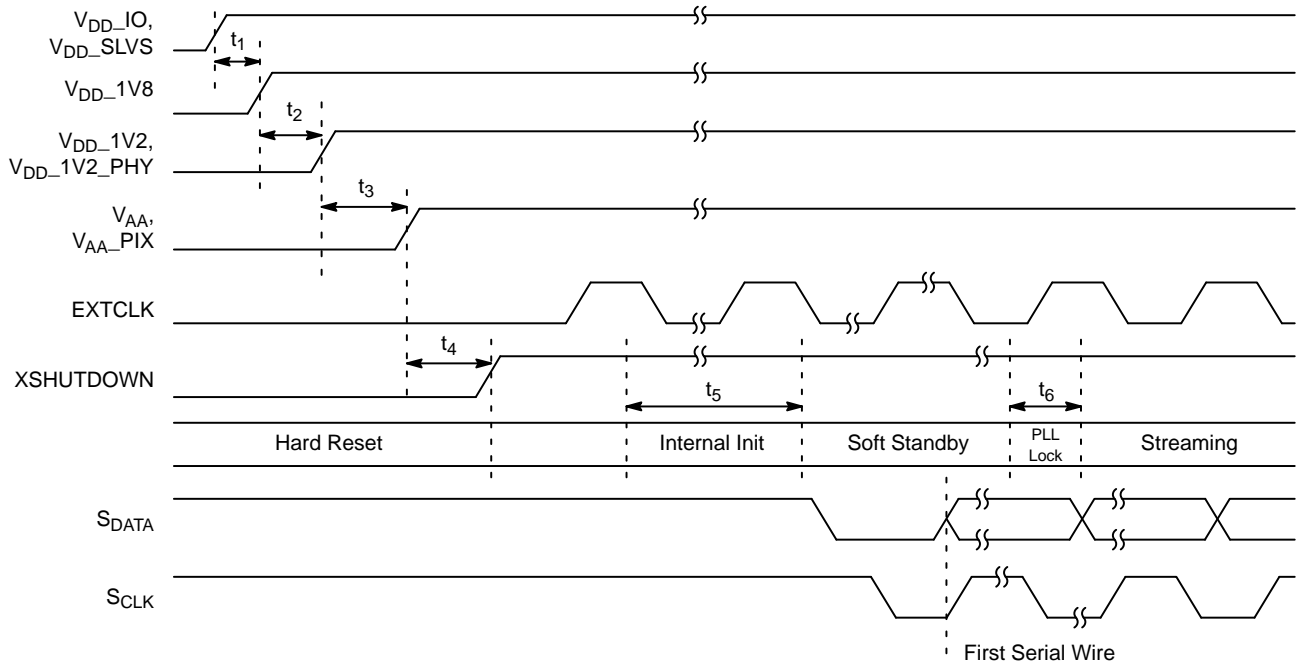 VDD_IO,
VDD_SLVS
t1
VDD_1V8
t2
VDD_1V2,
VDD_1V2_PHY
t3
VAA,
VAA_PIX
EXTCLK
t4
XSHUTDOWN
t5
t6
Hard Reset
Internal Init
Soft Standby
PLL
Lock
Streaming
SDATA
SCLK
First Serial Wire